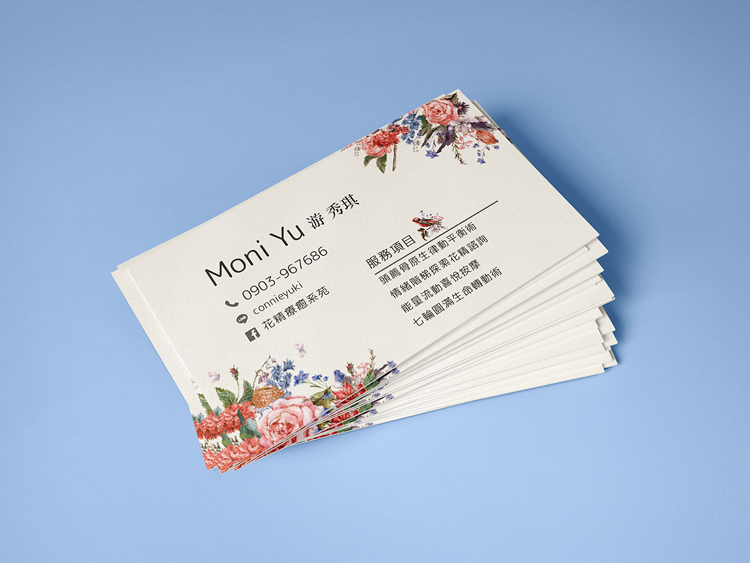 Moni Yu 游 秀琪
0903-967686
connieyuki
花精療癒系苑
服務項目
頭薦骨原生律動平衡術
情緒階梯探索花精諮詢
能量流動喜悅按摩
七輪圓滿生命轉動術